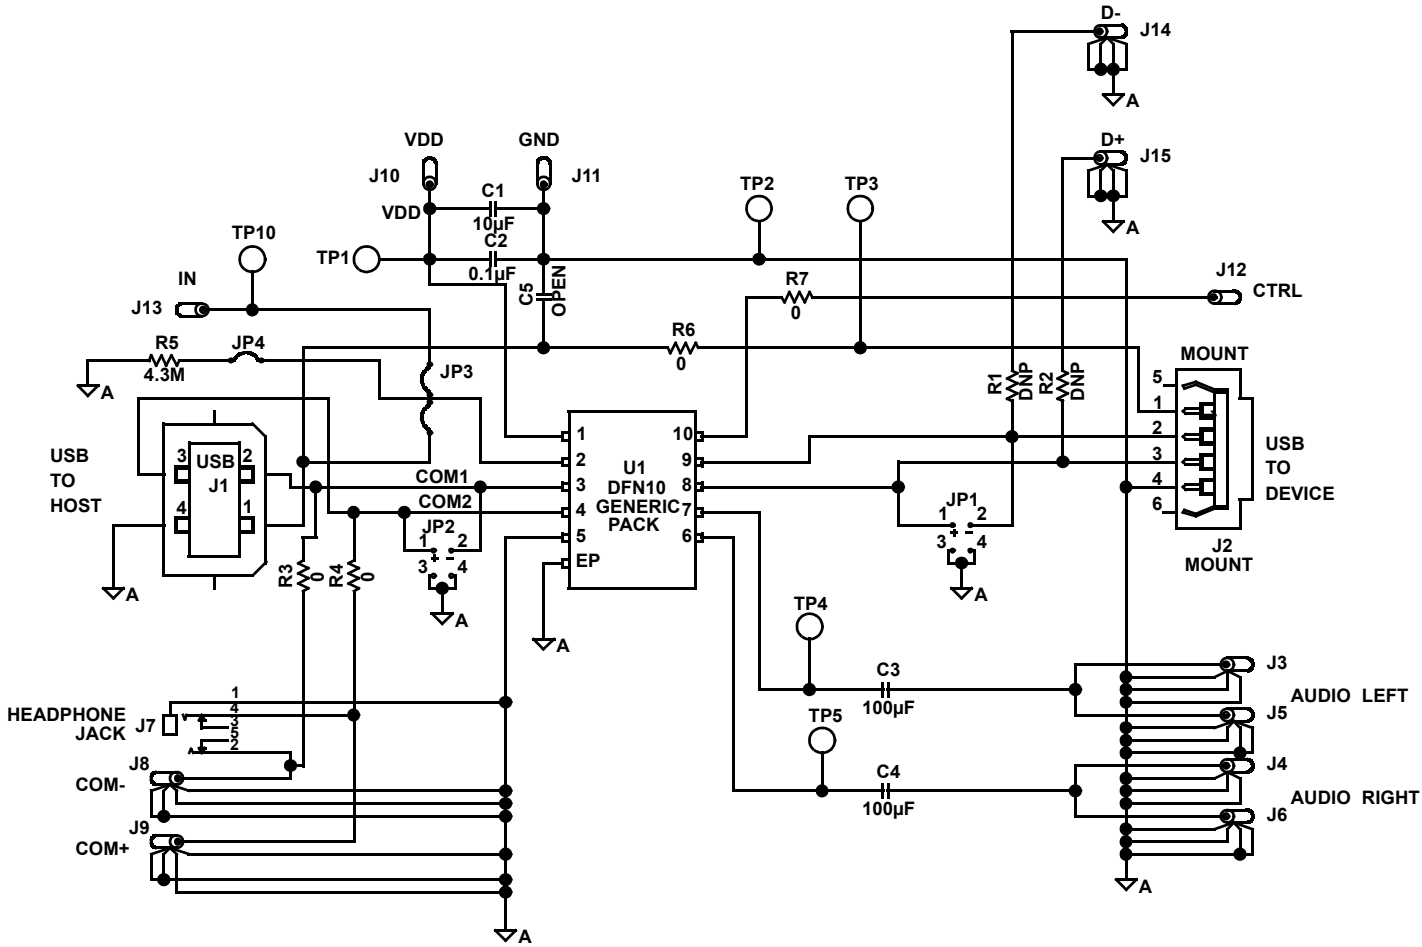 D-
J14
A
D+
J15
A
VDD
GND
J10
J11
C1
VDD
10µF
C2
0.1µF
TP1
TP2
TP3
TP10
IN
J13
C5
OPEN
R7
0
J12
CTRL
R5
4.3M
JP4
A
JP3
R6
0
R1
DNP
R2
DNP
MOUNT
5
1
2
3
4
6
USB
TO
DEVICE
J2
MOUNT
USB
TO
HOST
3
USB
2
J1
4
1
A
COM1
COM2
JP2
1
2
+
-
3
4
A
1
2
3
4
5
EP
U1
DFN10
GENERIC
PACK
10
9
8
7
6
A
JP1
1
2
+
-
3
4
A
R3
0
R4
0
TP4
C3
100µF
TP5
C4
100µF
J3
AUDIO LEFT
J5
J4
AUDIO RIGHT
J6
A
HEADPHONE
JACK
J7
1
4
3
5
2
J8
COM-
J9
COM+
A